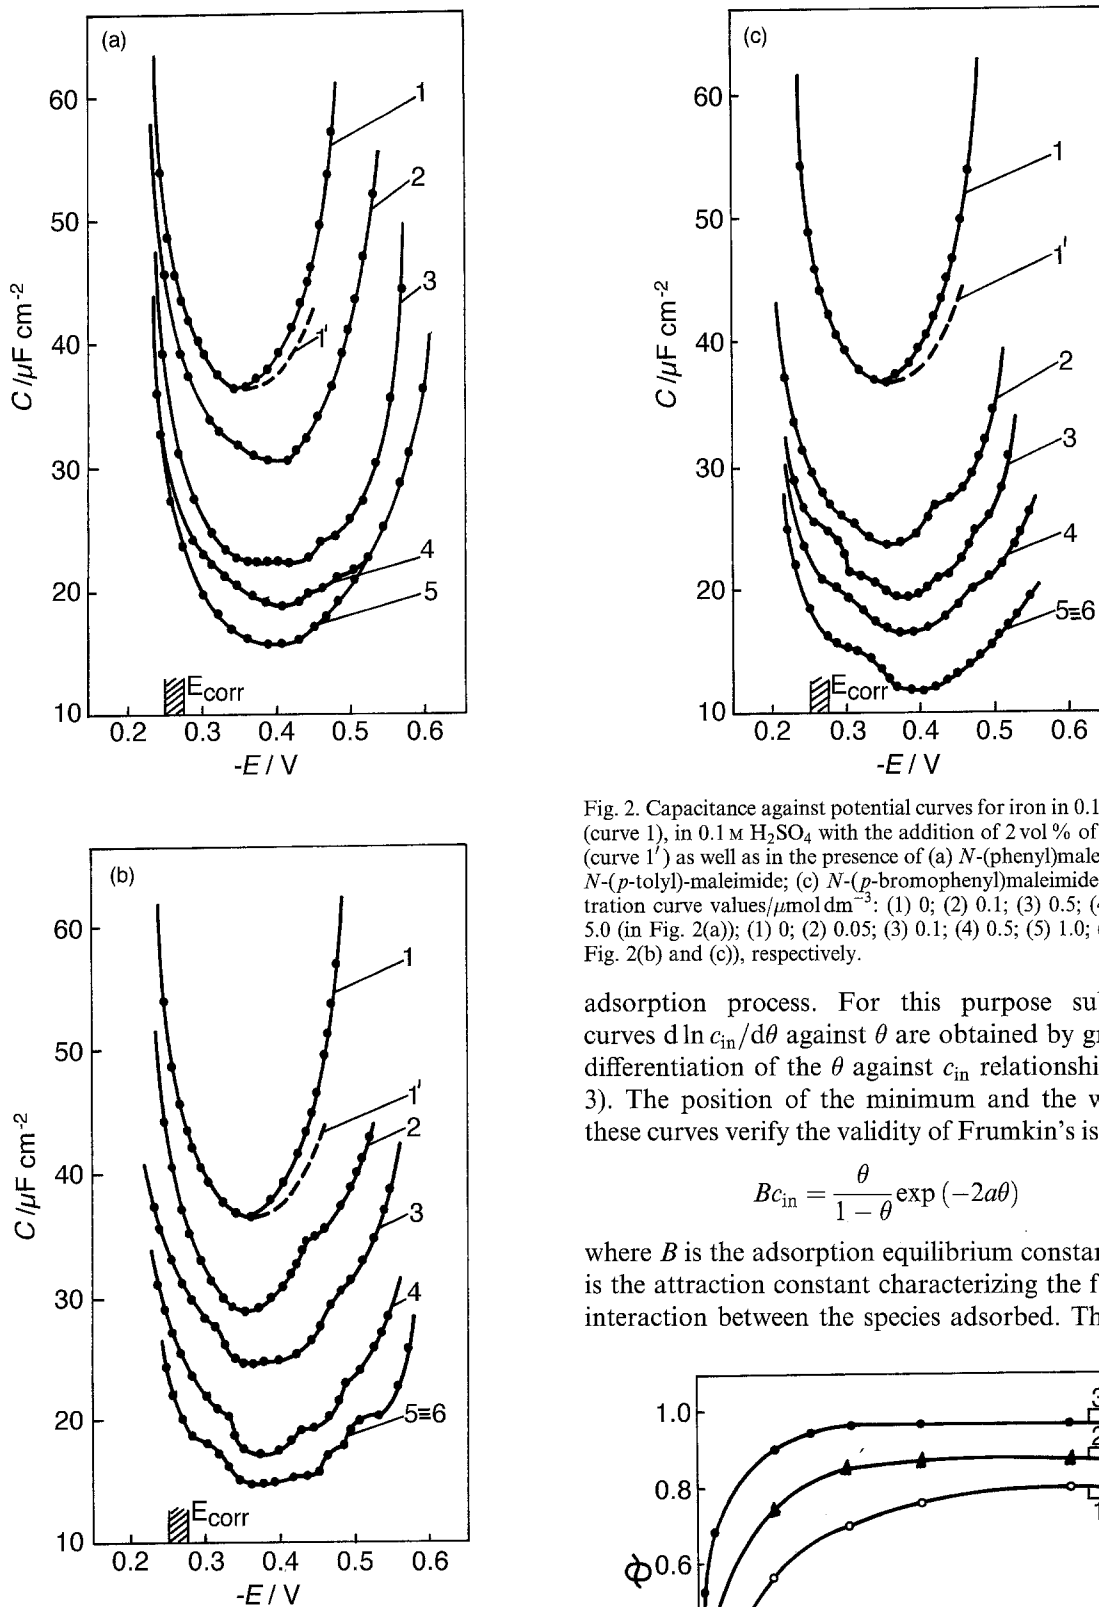 (a)
60
50
40
30
20
10
C /µF cm⁻²
1
2
3
1′
4
5
E_corr
0.2 0.3 0.4 0.5 0.6
-E / V
(b)
60
50
40
30
20
10
C /µF cm⁻²
1
1′
2
3
4
5≡6
E_corr
0.2 0.3 0.4 0.5 0.6
-E / V
(c)
60
50
40
30
20
10
C /µF cm⁻²
1
1′
2
3
4
5≡6
E_corr
0.2 0.3 0.4 0.5 0.6
-E / V
Fig. 2. Capacitance against potential curves for iron in 0.1
(curve 1), in 0.1 M H₂SO₄ with the addition of 2 vol % of
(curve 1′) as well as in the presence of (a) N-(phenyl)male
N-(p-tolyl)-maleimide; (c) N-(p-bromophenyl)maleimide
tration curve values/µmol dm⁻³: (1) 0; (2) 0.1; (3) 0.5; (4
5.0 (in Fig. 2(a)); (1) 0; (2) 0.05; (3) 0.1; (4) 0.5; (5) 1.0; (
Fig. 2(b) and (c)), respectively.
adsorption process. For this purpose su
curves d ln c_in/dθ against θ are obtained by g
differentiation of the θ against c_in relationshi
3). The position of the minimum and the w
these curves verify the validity of Frumkin's is
Bc_in = θ/(1 − θ) exp (−2aθ)
where B is the adsorption equilibrium constan
is the attraction constant characterizing the f
interaction between the species adsorbed. Th
1.0
0.8
0.6
3
2
1